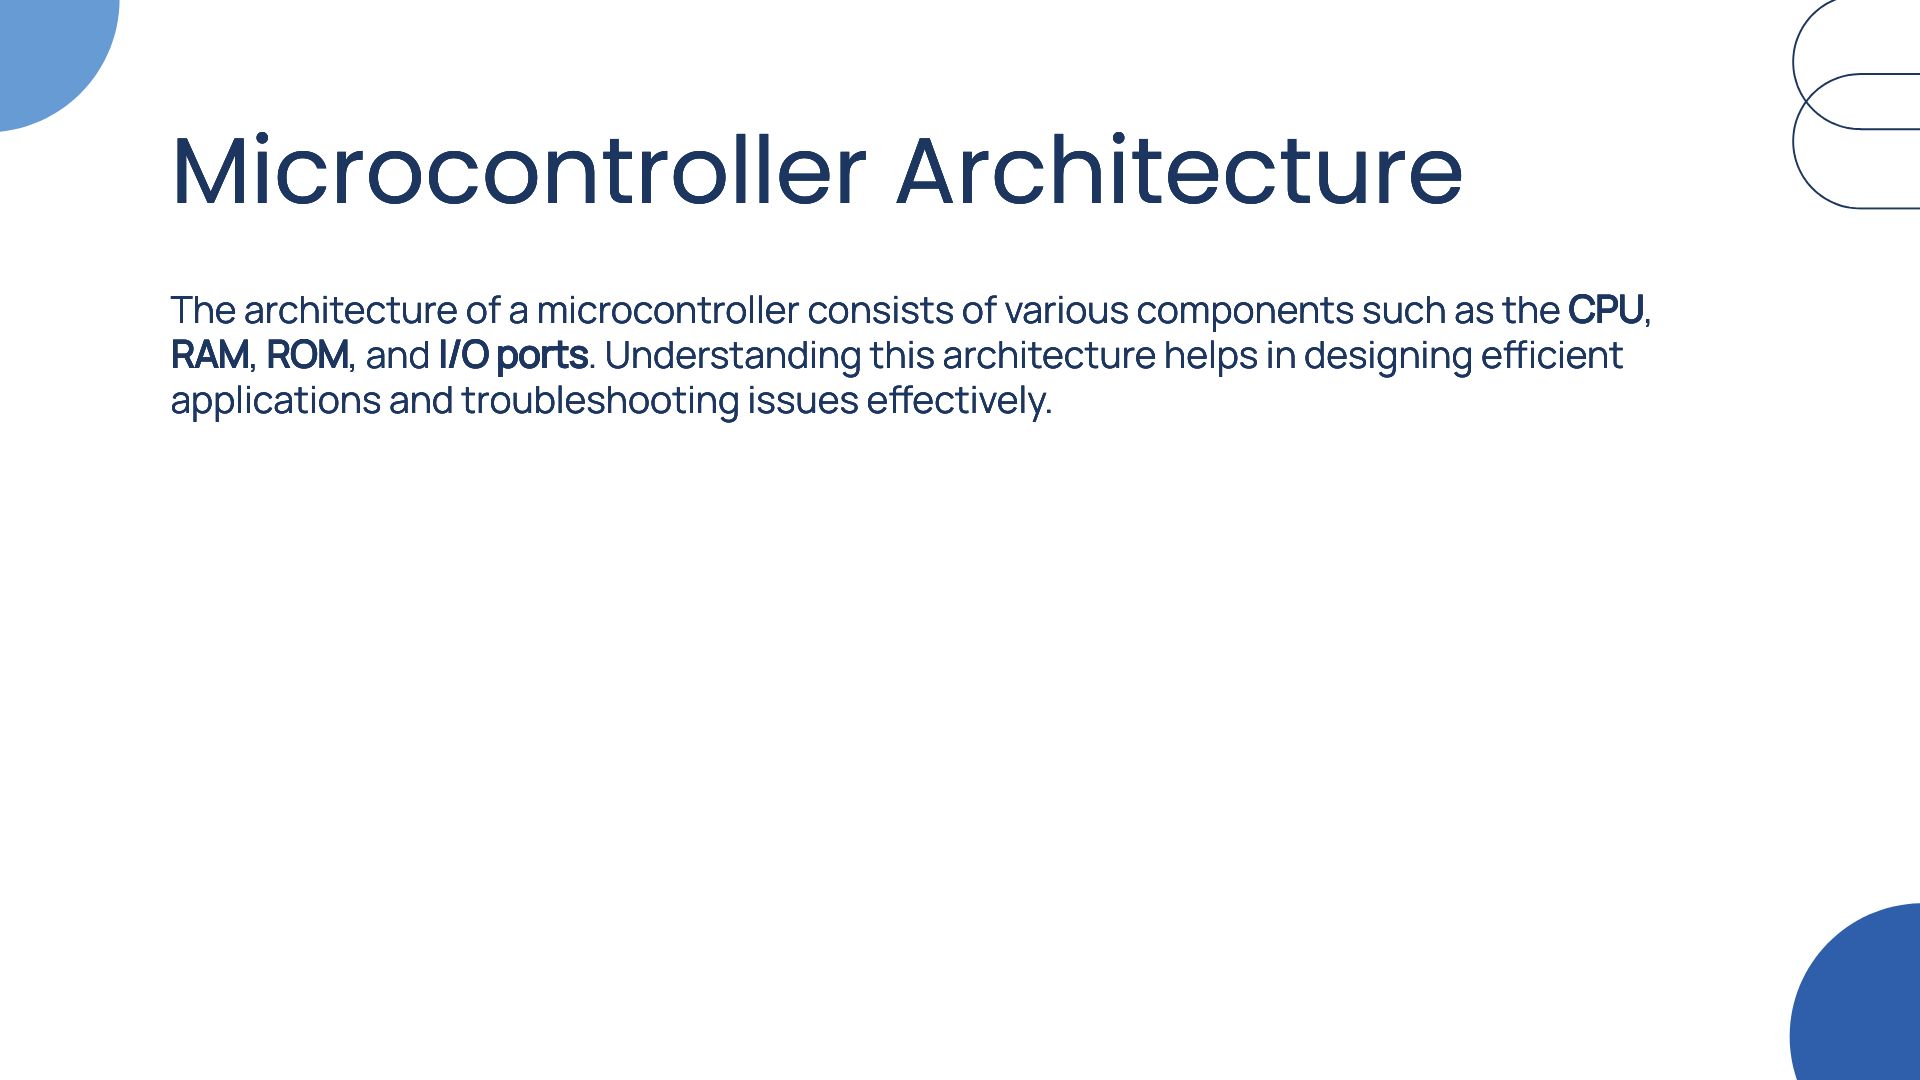 Microcontroller Architecture
The architecture of a microcontroller consists of various components such as the CPU,
RAM, ROM, and I/O ports. Understanding this architecture helps in designing efficient
applications and troubleshooting issues effectively.